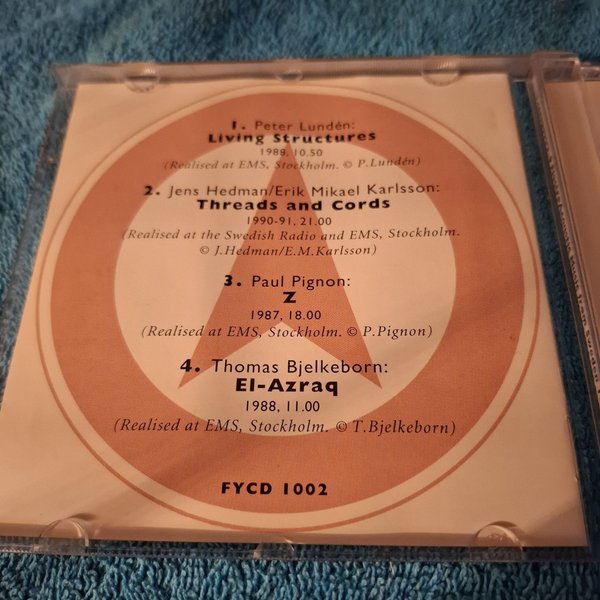 1. Peter Lundén:
Living Structures
1988, 10.50
(Realised at EMS, Stockholm. © P.Lundén)
2. Jens Hedman/Erik Mikael Karlsson:
Threads and Cords
1990-91, 21.00
(Realised at the Swedish Radio and EMS, Stockholm.
© J.Hedman/E.M.Karlsson)
3. Paul Pignon:
Z
1987, 18.00
(Realised at EMS, Stockholm. © P.Pignon)
4. Thomas Bjelkeborn:
El-Azraq
1988, 11.00
(Realised at EMS, Stockholm. © T.Bjelkeborn)
FYCD 1002